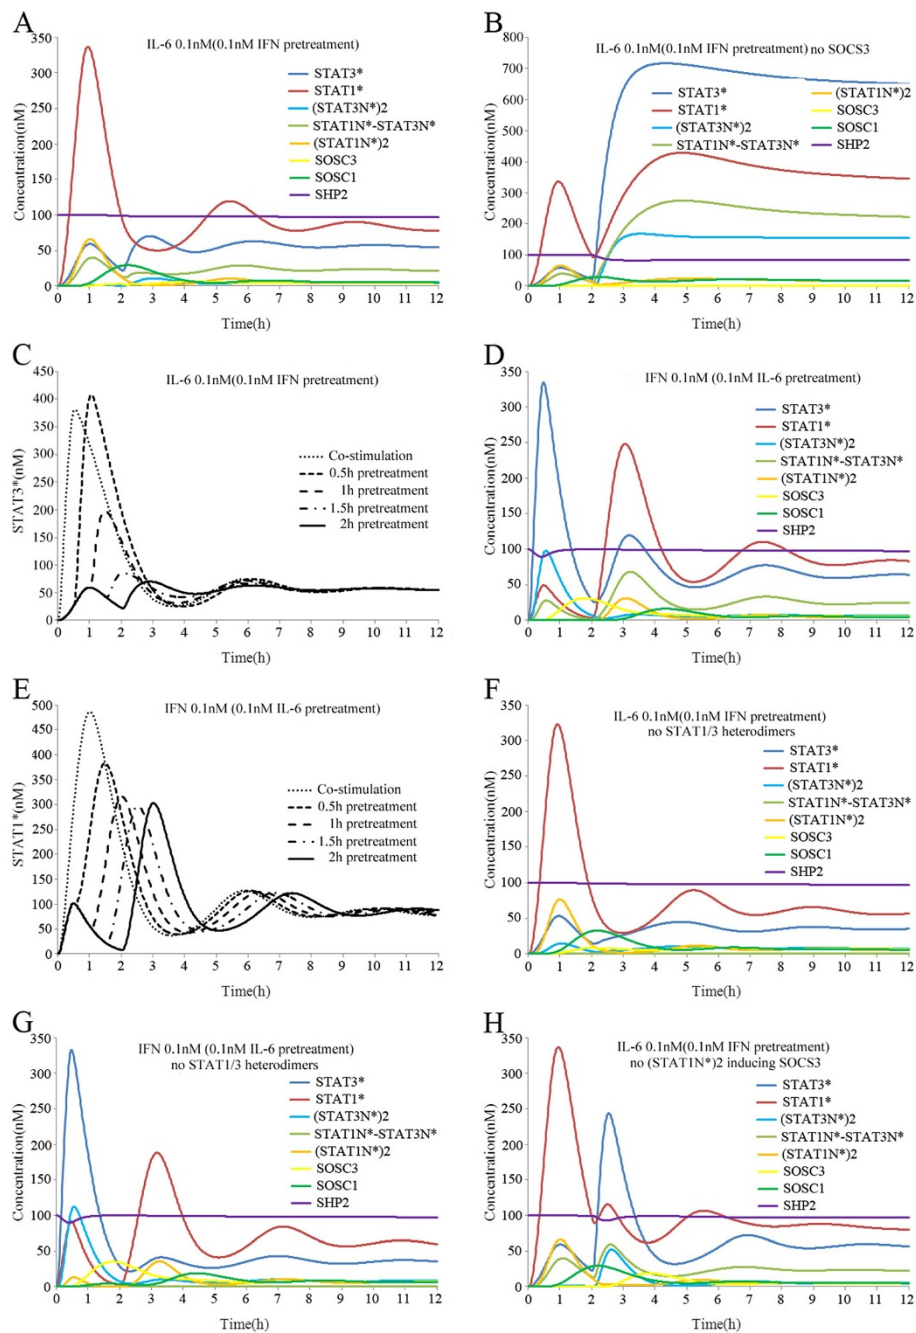 A
IL-6 0.1nM(0.1nM IFN pretreatment)
Concentration(nM)
350
300
250
200
150
100
50
0
STAT3*
STAT1*
(STAT3N*)2
STAT1N*-STAT3N*
(STAT1N*)2
SOSC3
SOSC1
SHP2
0 1 2 3 4 5 6 7 8 9 10 11 12
Time(h)
B
IL-6 0.1nM(0.1nM IFN pretreatment) no SOCS3
Concentration(nM)
800
700
600
500
400
300
200
100
0
STAT3* (STAT1N*)2
STAT1* SOSC3
(STAT3N*)2 SOSC1
STAT1N*-STAT3N* SHP2
0 1 2 3 4 5 6 7 8 9 10 11 12
Time(h)
C
IL-6 0.1nM(0.1nM IFN pretreatment)
STAT3*(nM)
450
400
350
300
250
200
150
100
50
0
Co-stimulation
0.5h pretreatment
1h pretreatment
1.5h pretreatment
2h pretreatment
0 1 2 3 4 5 6 7 8 9 10 11 12
Time(h)
D
IFN 0.1nM (0.1nM IL-6 pretreatment)
Concentration(nM)
350
300
250
200
150
100
50
0
STAT3*
STAT1*
(STAT3N*)2
STAT1N*-STAT3N*
(STAT1N*)2
SOSC3
SOSC1
SHP2
0 1 2 3 4 5 6 7 8 9 10 11 12
Time(h)
E
IFN 0.1nM (0.1nM IL-6 pretreatment)
STAT1*(nM)
500
450
400
350
300
250
200
150
100
50
0
Co-stimulation
0.5h pretreatment
1h pretreatment
1.5h pretreatment
2h pretreatment
0 1 2 3 4 5 6 7 8 9 10 11 12
Time(h)
F
IL-6 0.1nM(0.1nM IFN pretreatment)
no STAT1/3 heterodimers
Concentration(nM)
350
300
250
200
150
100
50
0
STAT3*
STAT1*
(STAT3N*)2
STAT1N*-STAT3N*
(STAT1N*)2
SOSC3
SOSC1
SHP2
0 1 2 3 4 5 6 7 8 9 10 11 12
Time(h)
G
IFN 0.1nM (0.1nM IL-6 pretreatment)
no STAT1/3 heterodimers
Concentration(nM)
350
300
250
200
150
100
50
0
STAT3*
STAT1*
(STAT3N*)2
STAT1N*-STAT3N*
(STAT1N*)2
SOSC3
SOSC1
SHP2
0 1 2 3 4 5 6 7 8 9 10 11 12
Time(h)
H
IL-6 0.1nM(0.1nM IFN pretreatment)
no (STAT1N*)2 inducing SOCS3
Concentration(nM)
350
300
250
200
150
100
50
0
STAT3*
STAT1*
(STAT3N*)2
STAT1N*-STAT3N*
(STAT1N*)2
SOSC3
SOSC1
SHP2
0 1 2 3 4 5 6 7 8 9 10 11 12
Time(h)